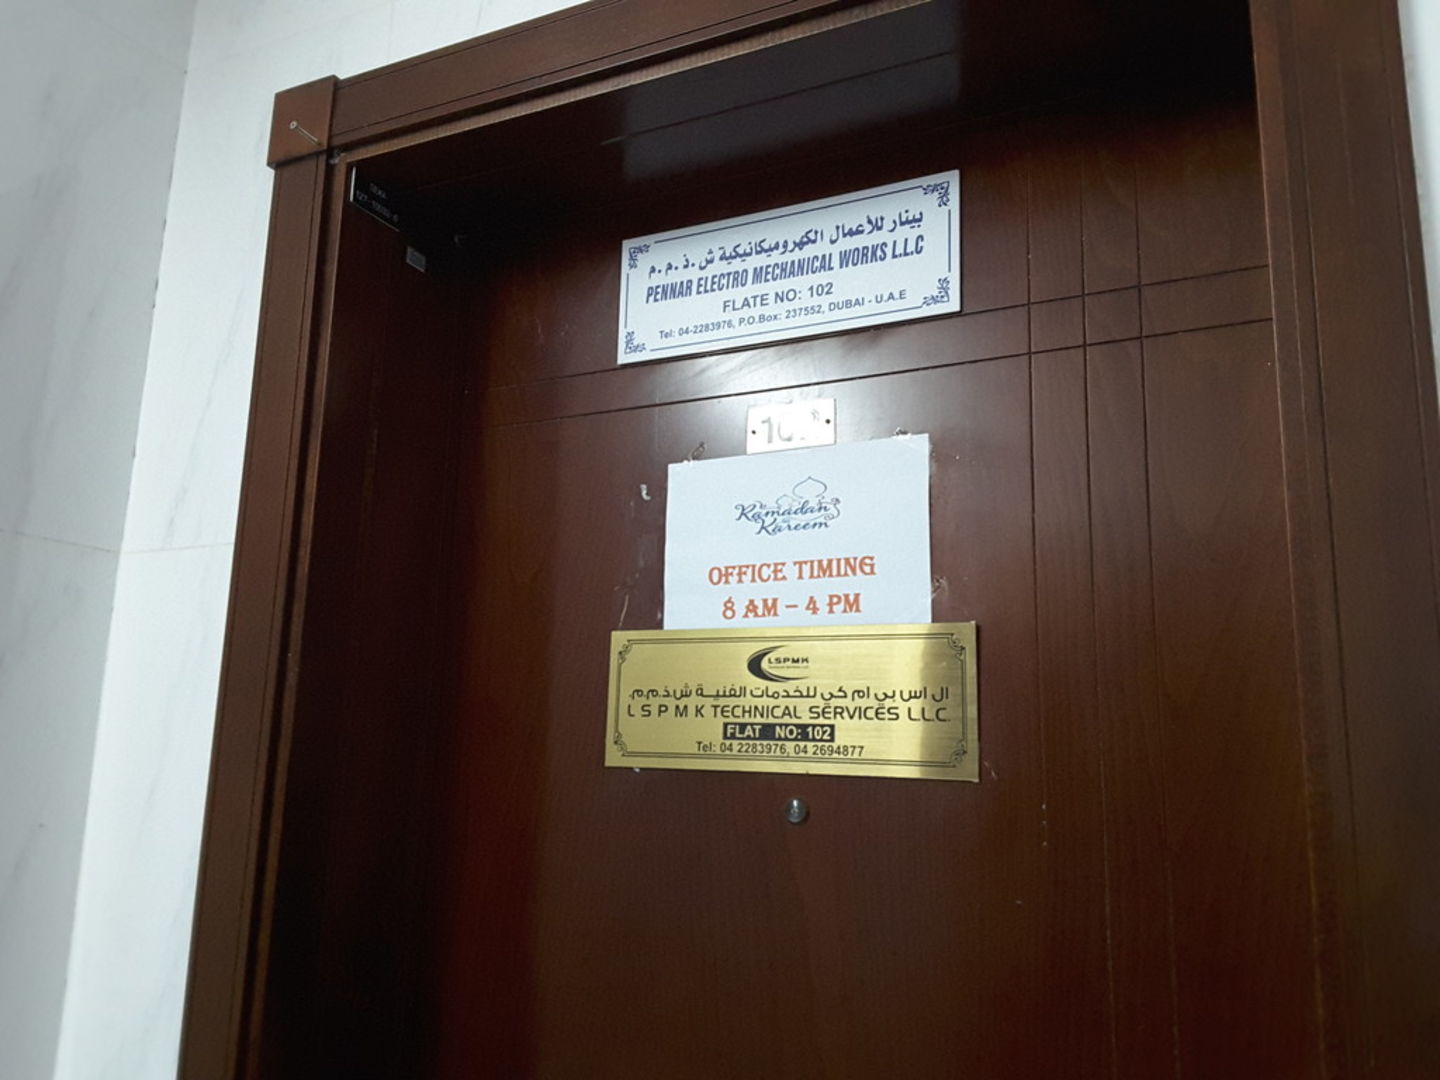 بينار للأعمال الكهروميكانيكية ش.ذ.م.م
PENNAR ELECTRO MECHANICAL WORKS L.L.C
FLATE NO: 102
Tel: 04-2283976, P.O.Box: 237552, DUBAI - U.A.E
Ramadan
Kareem
OFFICE TIMING
8 AM – 4 PM
LSPMK
ال اس بي ام كي للخدمات الفنية ش.ذ.م.م.
L S P M K TECHNICAL SERVICES L.L.C.
FLAT NO: 102
Tel: 04 2283976, 04 2694877